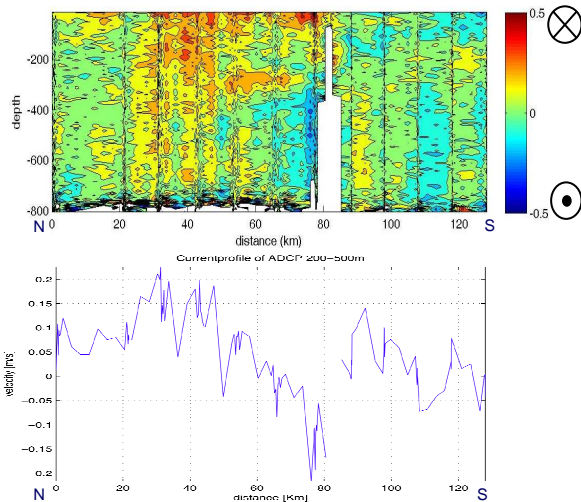 0.5
-200
-400
-600
-800
depth
0
-0.5
0 20 40 60 80 100 120
N distance (km) S
Currentprofile of ADCP 200-500m
0.2
0.15
0.1
0.05
0
-0.05
-0.1
-0.15
0.2
velocity [m/s]
0 20 40 60 80 100 120
N distance [Km] S